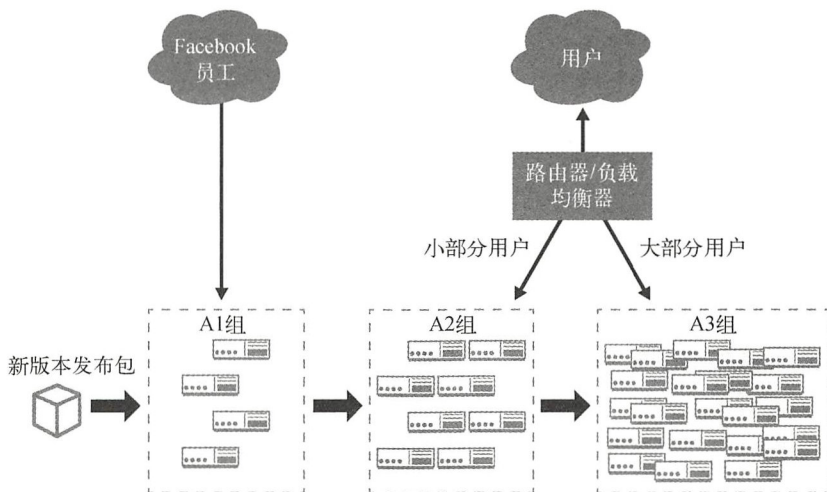 Facebook
员工
用户
路由器/负载
均衡器
小部分用户
大部分用户
A1组
A2组
A3组
新版本发布包